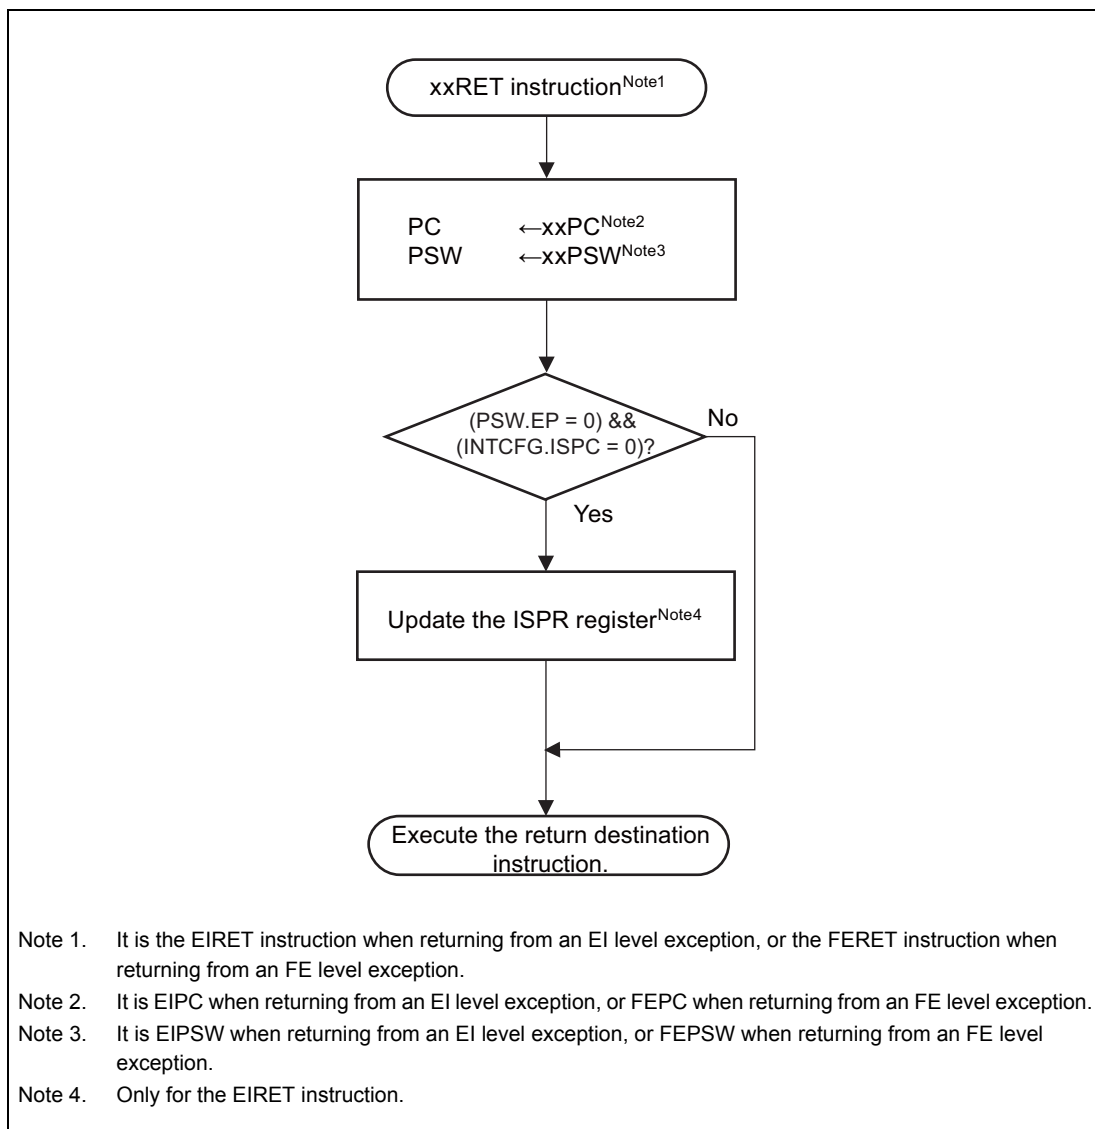 xxRET instructionNote1
PC ←xxPCNote2
PSW ←xxPSWNote3
(PSW.EP = 0) &&
(INTCFG.ISPC = 0)?
No
Yes
Update the ISPR registerNote4
Execute the return destination
instruction.
Note 1. It is the EIRET instruction when returning from an EI level exception, or the FERET instruction when
returning from an FE level exception.
Note 2. It is EIPC when returning from an EI level exception, or FEPC when returning from an FE level exception.
Note 3. It is EIPSW when returning from an EI level exception, or FEPSW when returning from an FE level
exception.
Note 4. Only for the EIRET instruction.